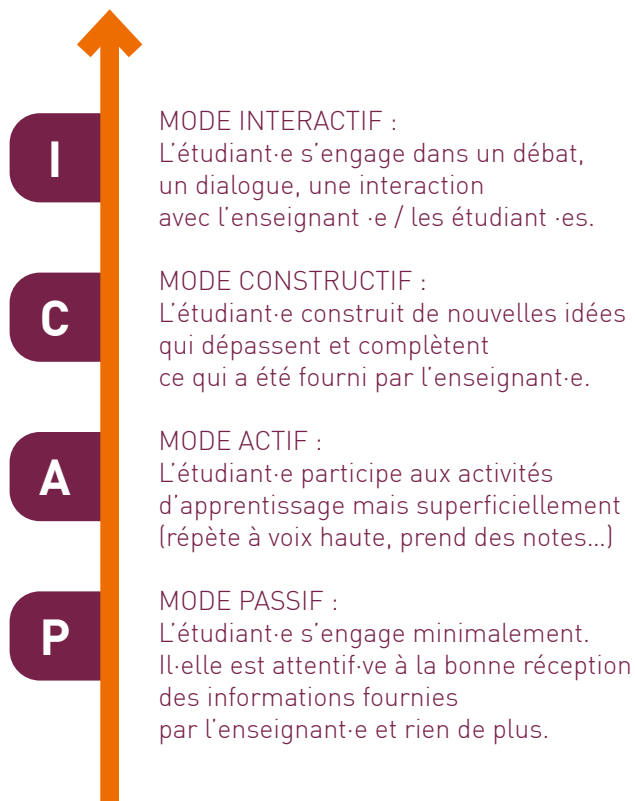 I
MODE INTERACTIF :
L'étudiant·e s'engage dans un débat,
un dialogue, une interaction
avec l'enseignant ·e / les étudiant ·es.
C
MODE CONSTRUCTIF :
L'étudiant·e construit de nouvelles idées
qui dépassent et complètent
ce qui a été fourni par l'enseignant·e.
A
MODE ACTIF :
L'étudiant·e participe aux activités
d'apprentissage mais superficiellement
(répète à voix haute, prend des notes...)
P
MODE PASSIF :
L'étudiant·e s'engage minimalement.
Il·elle est attentif·ve à la bonne réception
des informations fournies
par l'enseignant·e et rien de plus.